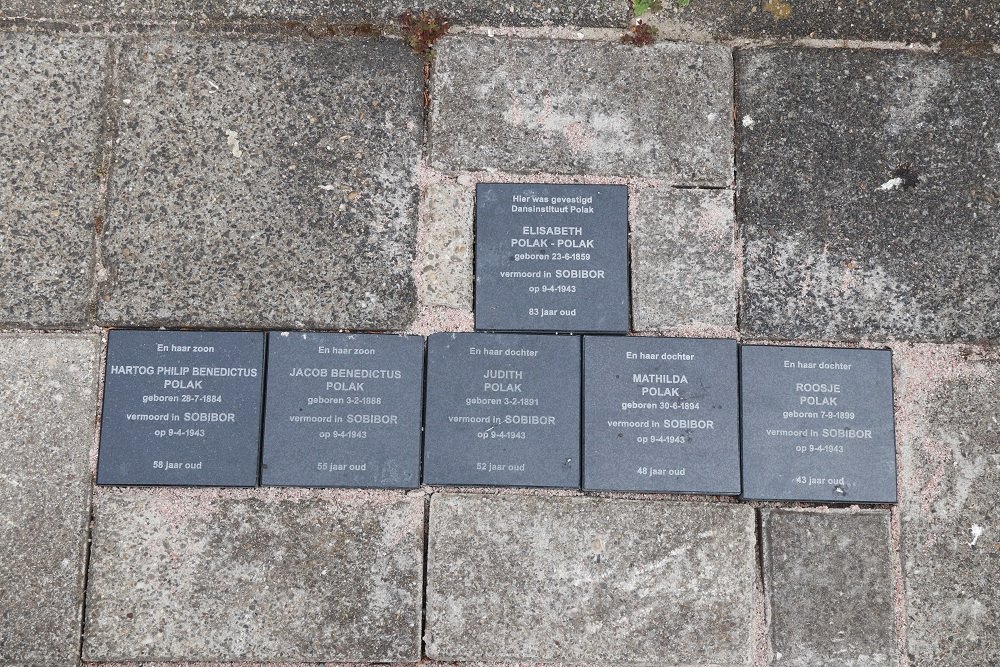 Hier was gevestigd
Dansinstituut Polak
ELISABETH
POLAK - POLAK
geboren 23-6-1859
vermoord in SOBIBOR
op 9-4-1943
83 jaar oud
En haar zoon
HARTOG PHILIP BENEDICTUS
POLAK
geboren 28-7-1884
vermoord in SOBIBOR
op 9-4-1943
58 jaar oud
En haar zoon
JACOB BENEDICTUS
POLAK
geboren 3-2-1888
vermoord in SOBIBOR
op 9-4-1943
55 jaar oud
En haar dochter
JUDITH
POLAK
geboren 3-2-1891
vermoord in SOBIBOR
op 9-4-1943
52 jaar oud
En haar dochter
MATHILDA
POLAK
geboren 30-6-1894
vermoord in SOBIBOR
op 9-4-1943
48 jaar oud
En haar dochter
ROOSJE
POLAK
geboren 7-9-1899
vermoord in SOBIBOR
op 9-4-1943
43 jaar oud